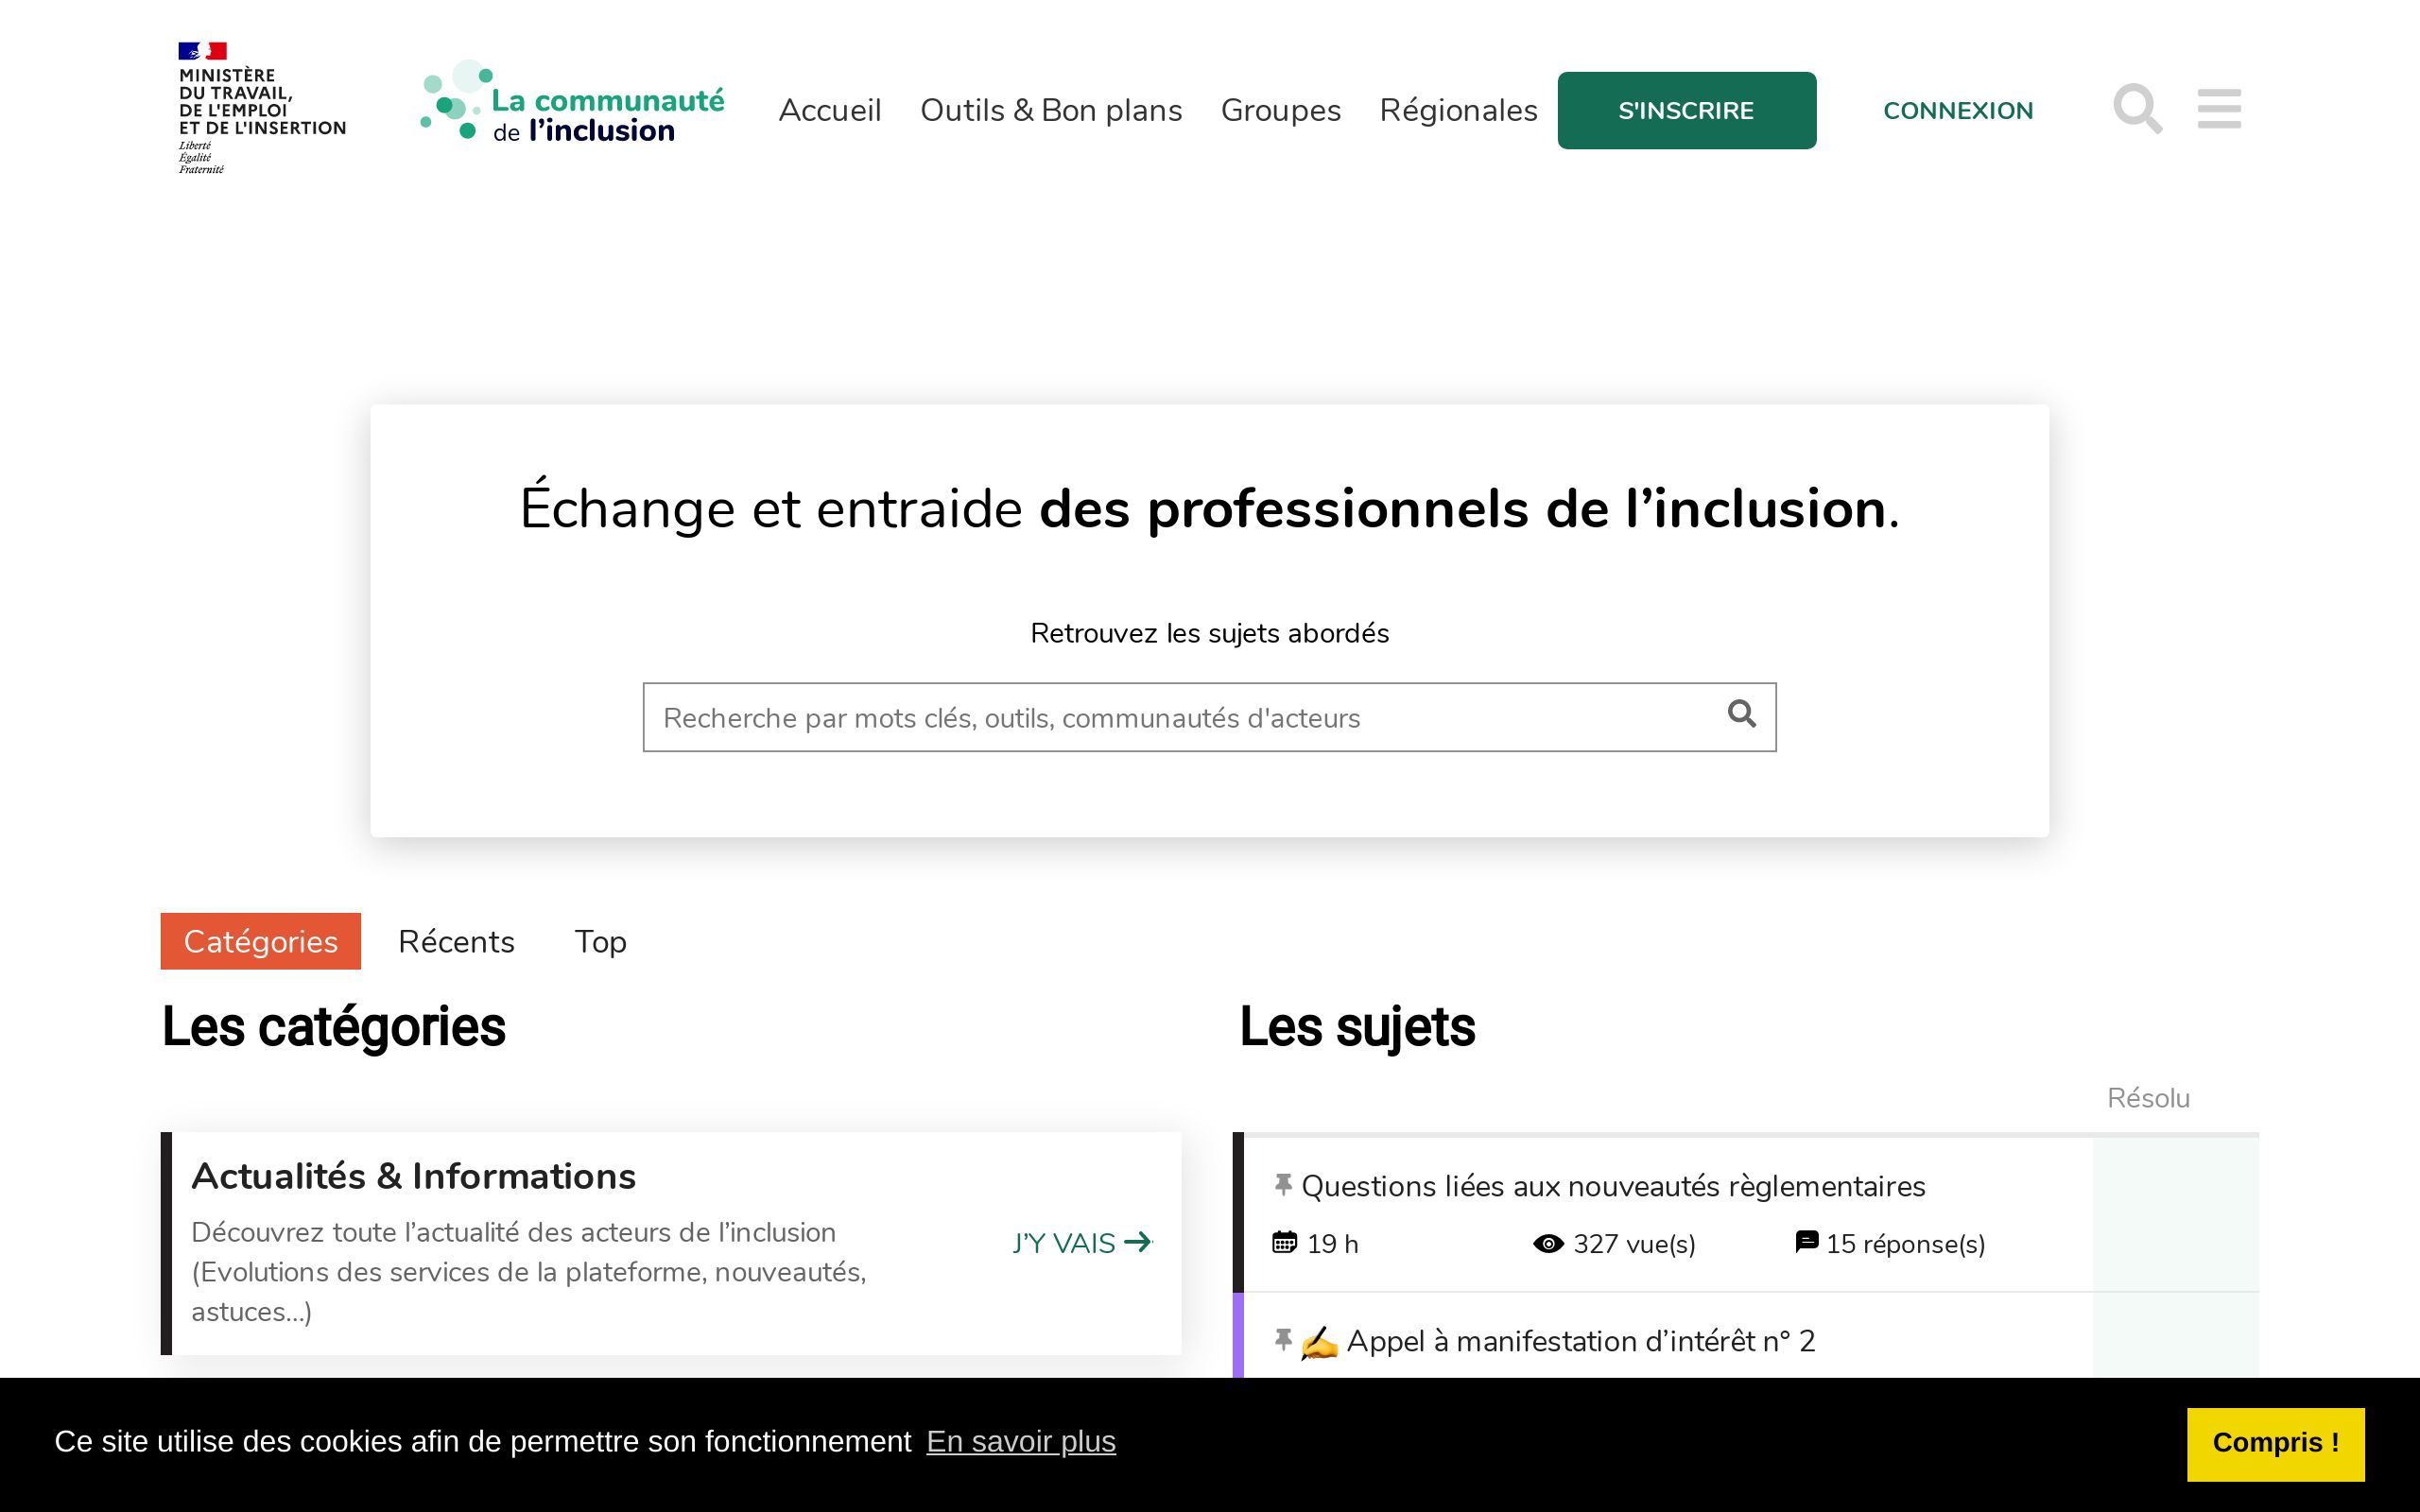 MINISTÈRE
DU TRAVAIL,
DE L'EMPLOI
ET DE L'INSERTION
Liberté
Égalité
Fraternité
La communauté
de l’inclusion
Accueil
Outils & Bon plans
Groupes
Régionales
S'INSCRIRE
CONNEXION
Échange et entraide des professionnels de l’inclusion.
Retrouvez les sujets abordés
Recherche par mots clés, outils, communautés d'acteurs
Catégories
Récents
Top
Les catégories
Actualités & Informations
Découvrez toute l’actualité des acteurs de l’inclusion
(Evolutions des services de la plateforme, nouveautés,
astuces…)
J’Y VAIS
Les sujets
Résolu
Questions liées aux nouveautés règlementaires
19 h
327 vue(s)
15 réponse(s)
Appel à manifestation d’intérêt n° 2
Ce site utilise des cookies afin de permettre son fonctionnement En savoir plus
Compris !